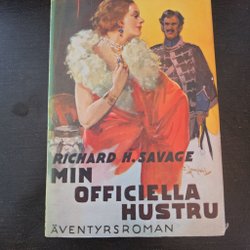 RICHARD H. SAVAGE
MIN
OFFICIELLA
HUSTRU
ÄVENTYRSROMAN